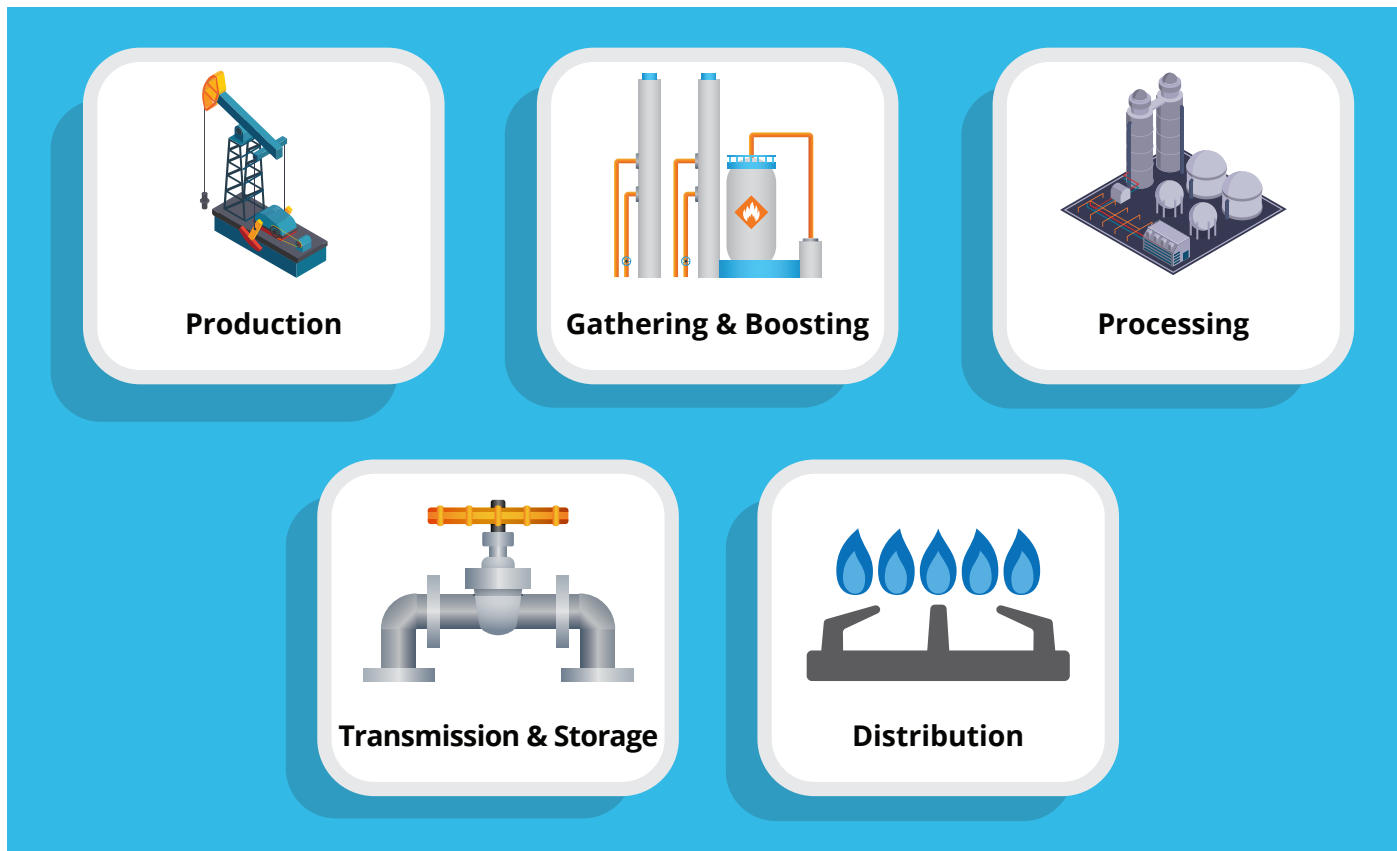 Production
Gathering & Boosting
Processing
Transmission & Storage
Distribution